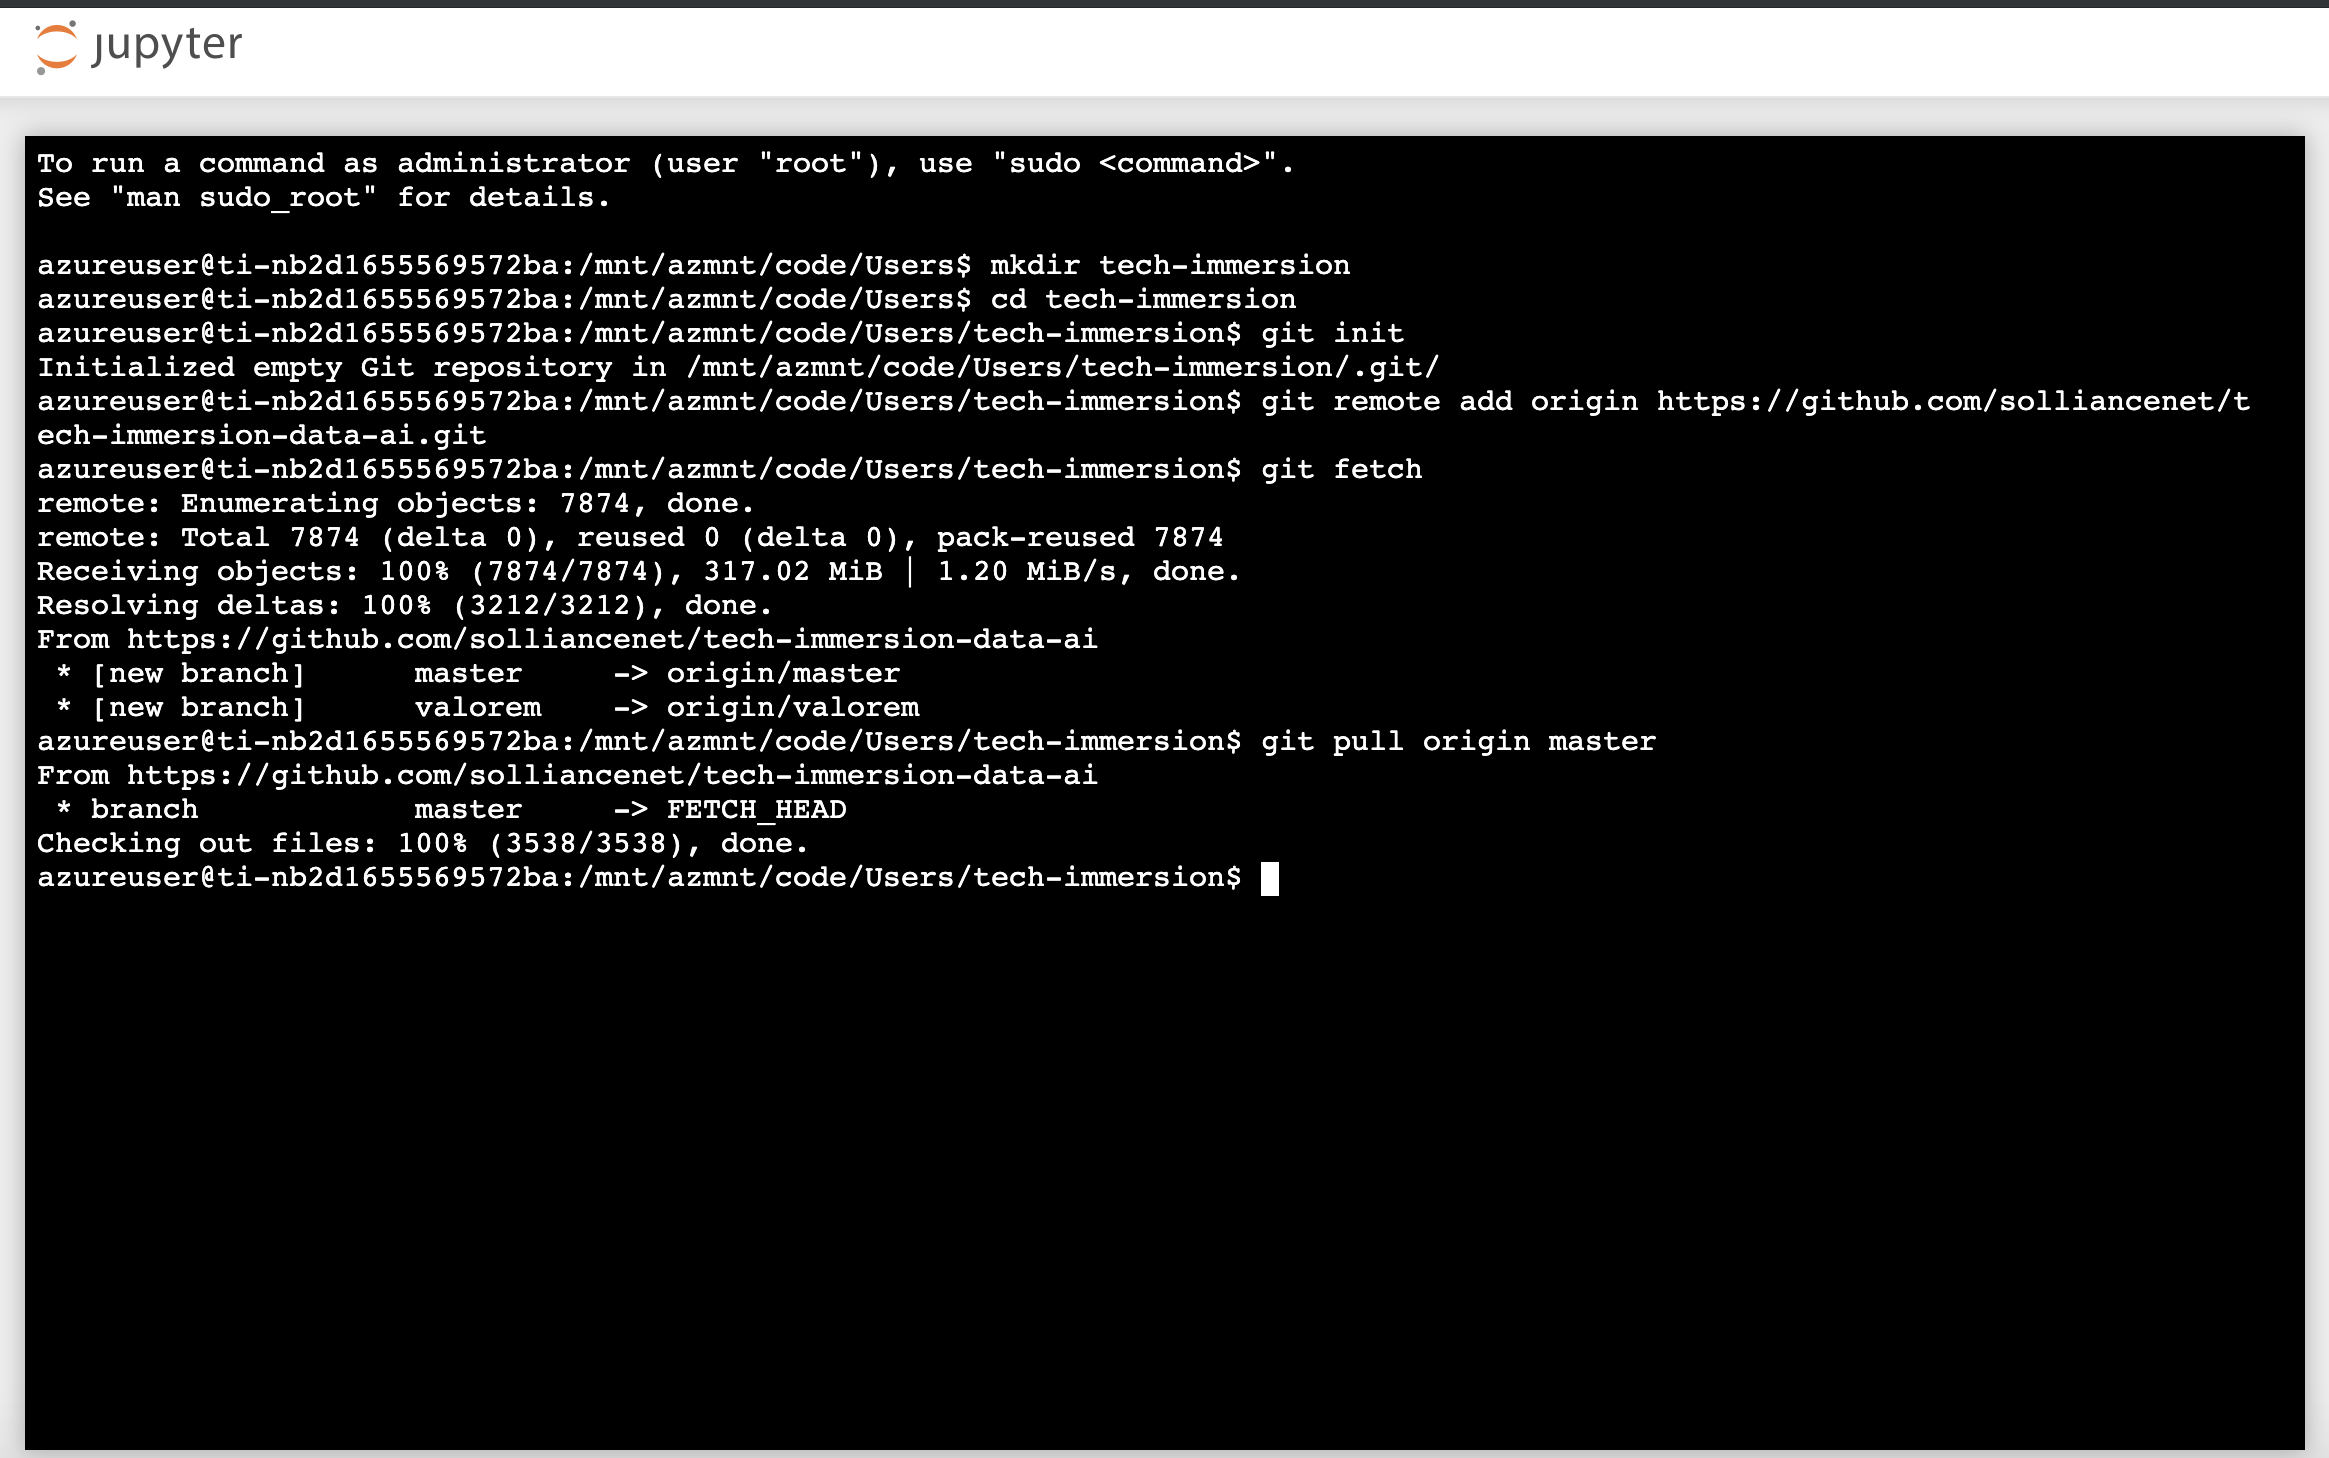 jupyter
To run a command as administrator (user "root"), use "sudo <command>".
See "man sudo_root" for details.
azureuser@ti-nb2d1655569572ba:/mnt/azmnt/code/Users$ mkdir tech-immersion
azureuser@ti-nb2d1655569572ba:/mnt/azmnt/code/Users$ cd tech-immersion
azureuser@ti-nb2d1655569572ba:/mnt/azmnt/code/Users/tech-immersion$ git init
Initialized empty Git repository in /mnt/azmnt/code/Users/tech-immersion/.git/
azureuser@ti-nb2d1655569572ba:/mnt/azmnt/code/Users/tech-immersion$ git remote add origin https://github.com/solliancenet/t
ech-immersion-data-ai.git
azureuser@ti-nb2d1655569572ba:/mnt/azmnt/code/Users/tech-immersion$ git fetch
remote: Enumerating objects: 7874, done.
remote: Total 7874 (delta 0), reused 0 (delta 0), pack-reused 7874
Receiving objects: 100% (7874/7874), 317.02 MiB | 1.20 MiB/s, done.
Resolving deltas: 100% (3212/3212), done.
From https://github.com/solliancenet/tech-immersion-data-ai
 * [new branch]      master     -> origin/master
 * [new branch]      valorem    -> origin/valorem
azureuser@ti-nb2d1655569572ba:/mnt/azmnt/code/Users/tech-immersion$ git pull origin master
From https://github.com/solliancenet/tech-immersion-data-ai
 * branch            master     -> FETCH_HEAD
Checking out files: 100% (3538/3538), done.
azureuser@ti-nb2d1655569572ba:/mnt/azmnt/code/Users/tech-immersion$